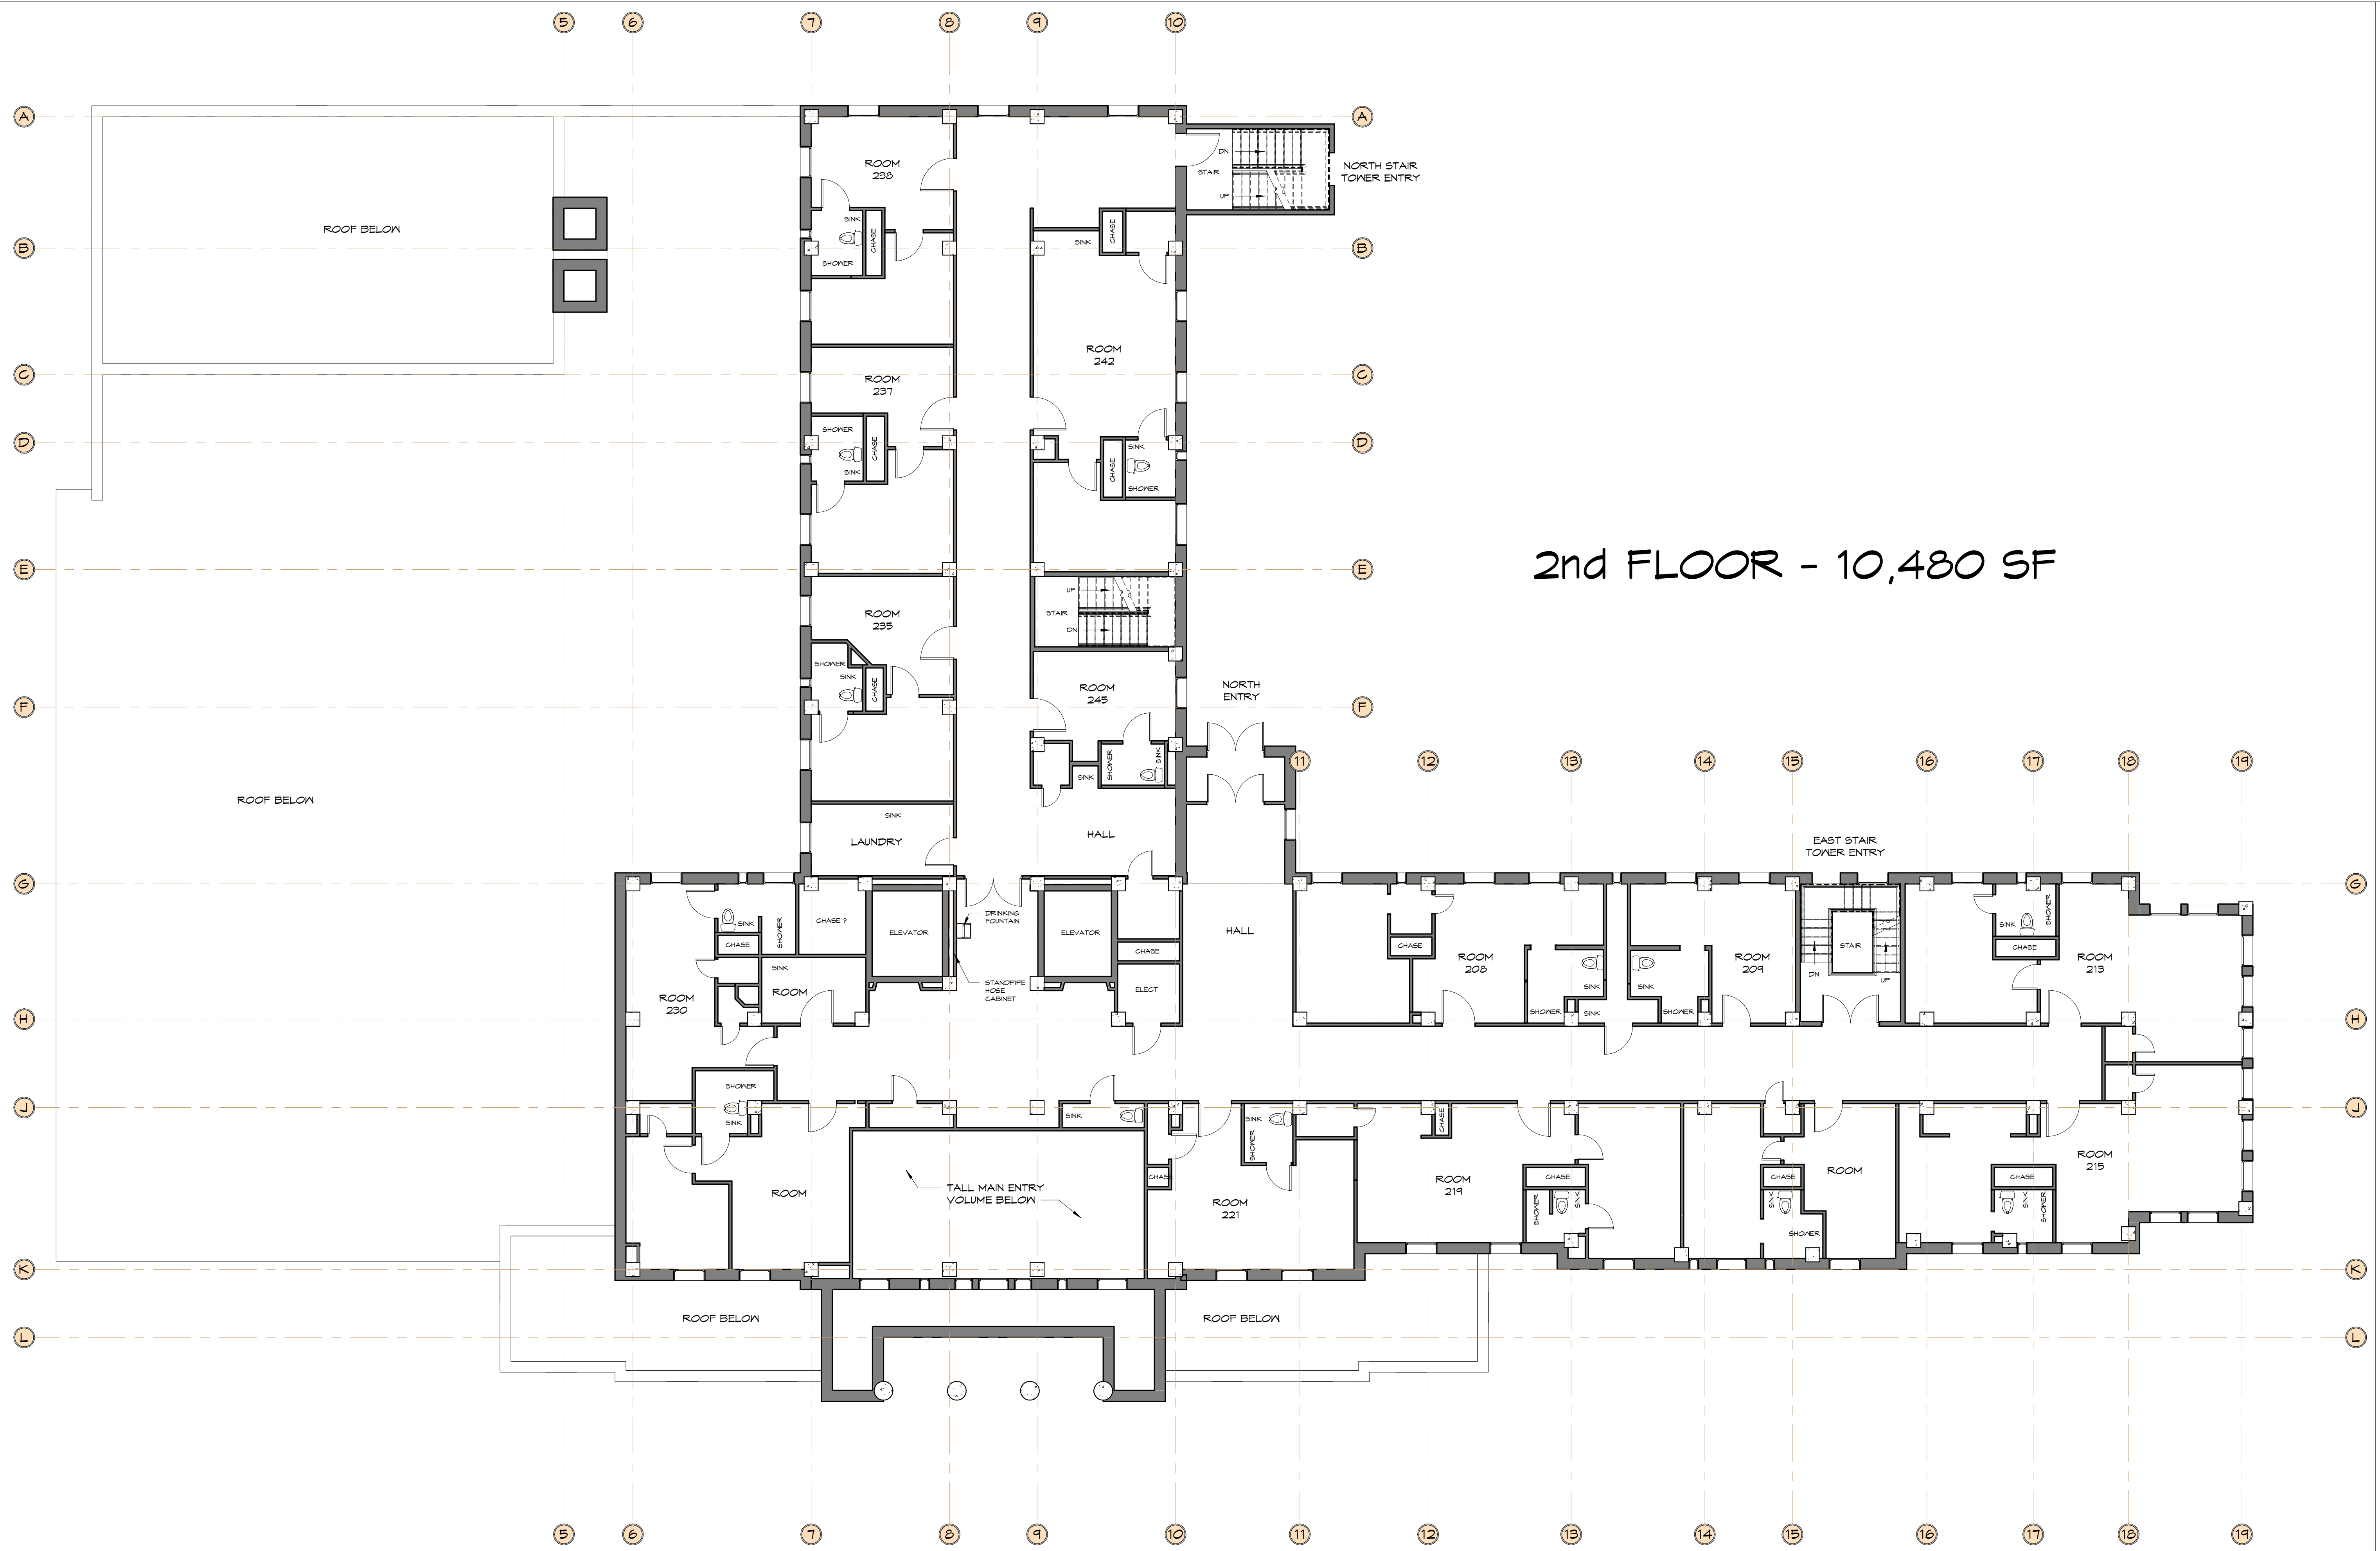 5 6 7 8 9 10
A A
NORTH STAIR
TOWER ENTRY
DN
STAIR
UP
ROOM
238
SINK
CHASE
SHOWER
ROOF BELOW
CHASE
SINK
B B
ROOM
242
C C
ROOM
237
SHOWER
CHASE
SINK
D D
SINK
CHASE
SHOWER
2nd FLOOR - 10,480 SF
E E
UP
STAIR
DN
ROOM
235
SHOWER
SINK
CHASE
ROOM
245
NORTH
ENTRY
F F
SHOWER
SINK
SINK
11 12 13 14 15 16 17 18 19
ROOF BELOW
SINK
LAUNDRY
HALL
EAST STAIR
TOWER ENTRY
G G
SINK
SHOWER
CHASE
CHASE ?
ELEVATOR
DRINKING
FOUNTAIN
ELEVATOR
STANDPIPE
HOSE
CABINET
CHASE
ELECT
HALL
SINK
ROOM
ROOM
230
CHASE
ROOM
208
SINK
SHOWER
SINK
SINK
SHOWER
ROOM
209
STAIR
DN
UP
SINK
SHOWER
CHASE
ROOM
213
H H
SHOWER
SINK
J J
SINK
SINK
SHOWER
CHASE
CHASE
ROOM
TALL MAIN ENTRY
VOLUME BELOW
ROOM
221
ROOM
219
CHASE
SHOWER
SINK
CHASE
SINK
SHOWER
ROOM
CHASE
SINK
SHOWER
ROOM
215
K K
ROOF BELOW
ROOF BELOW
L L
5 6 7 8 9 10 11 12 13 14 15 16 17 18 19